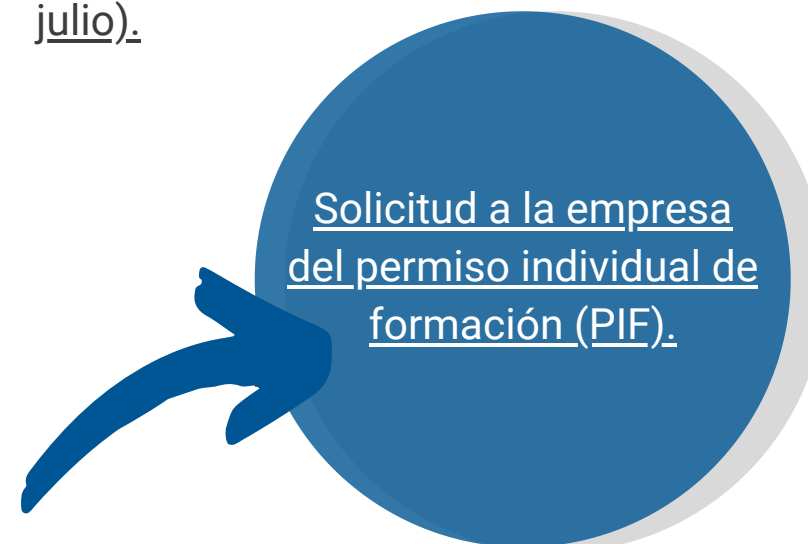 julio).
Solicitud a la empresa
del permiso individual de
formación (PIF).